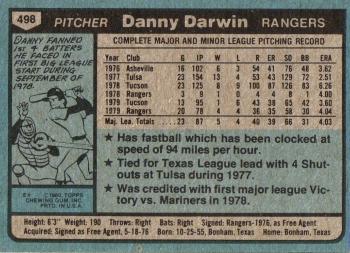 498 PITCHER Danny Darwin RANGERS
DANNY FANNED
1st 4 BATTERS
HE FACED IN
FIRST BIG LEAGUE
START DURING
SEPTEMBER OF
1978.
COMPLETE MAJOR AND MINOR LEAGUE PITCHING RECORD
Year Club G IP W L R ER SO BB ERA
1976 Asheville 16 102 6 3 54 41 76 48 3.62
1977 Tulsa 23 154 13 4 53 43 129 72 2.51
1978 Tucson 23 125 8 9 100 87 126 83 6.26
1978 Rangers 3 9 1 0 4 4 8 1 4.00
1979 Tucson 13 95 6 6 43 38 65 42 3.60
1979 Rangers 20 78 4 4 36 35 58 30 4.04
Maj. Lea. Totals 23 87 5 4 40 39 66 31 4.03
★ Has fastball which has been clocked at
speed of 94 miles per hour.
★ Tied for Texas League lead with 4 Shut-
outs at Tulsa during 1977.
★ Was credited with first major league Vic-
tory vs. Mariners in 1978.
© 1980 TOPPS
CHEWING GUM, INC.
PRTD. IN U.S.A.
Height: 6'3" Weight: 190 Throws: Right Bats: Right Signed: Rangers-1976, as Free Agent
Acquired: Signed as Free Agent, 5-18-76 Born: 10-25-55, Bonham, Texas Home: Bonham, Texas